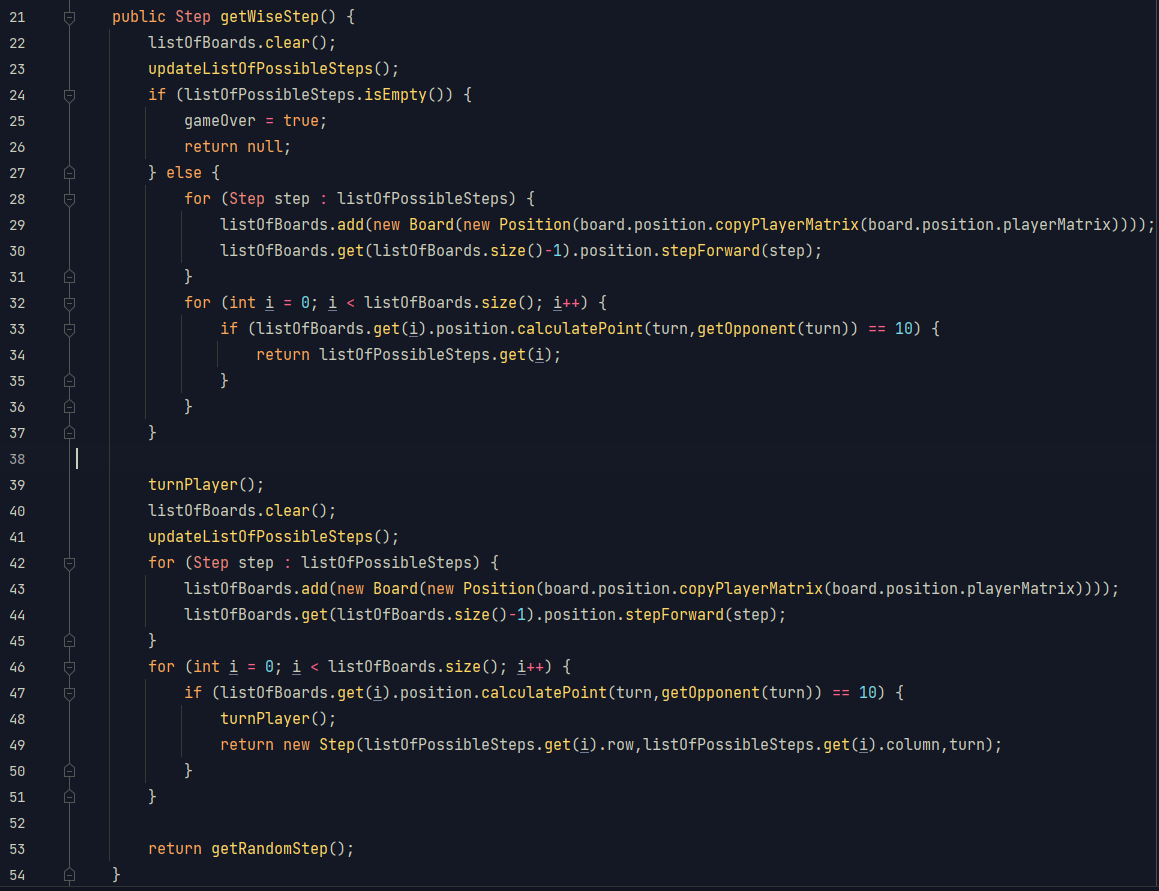 21 public Step getWiseStep() {
22 listOfBoards.clear();
23 updateListOfPossibleSteps();
24 if (listOfPossibleSteps.isEmpty()) {
25 gameOver = true;
26 return null;
27 } else {
28 for (Step step : listOfPossibleSteps) {
29 listOfBoards.add(new Board(new Position(board.position.copyPlayerMatrix(board.position.playerMatrix))));
30 listOfBoards.get(listOfBoards.size()-1).position.stepForward(step);
31 }
32 for (int i = 0; i < listOfBoards.size(); i++) {
33 if (listOfBoards.get(i).position.calculatePoint(turn,getOpponent(turn)) == 10) {
34 return listOfPossibleSteps.get(i);
35 }
36 }
37 }
38
39 turnPlayer();
40 listOfBoards.clear();
41 updateListOfPossibleSteps();
42 for (Step step : listOfPossibleSteps) {
43 listOfBoards.add(new Board(new Position(board.position.copyPlayerMatrix(board.position.playerMatrix))));
44 listOfBoards.get(listOfBoards.size()-1).position.stepForward(step);
45 }
46 for (int i = 0; i < listOfBoards.size(); i++) {
47 if (listOfBoards.get(i).position.calculatePoint(turn,getOpponent(turn)) == 10) {
48 turnPlayer();
49 return new Step(listOfPossibleSteps.get(i).row,listOfPossibleSteps.get(i).column,turn);
50 }
51 }
52
53 return getRandomStep();
54 }